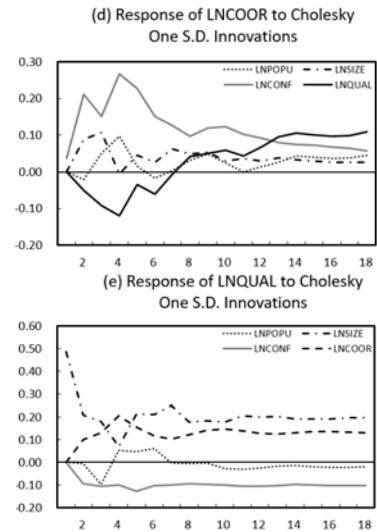 (d) Response of LNCOOR to Cholesky
One S.D. Innovations
0.30
0.20
0.10
0.00
-0.10
-0.20
LNPOPU LNSIZE
LNCONF LNQUAL
2 4 6 8 10 12 14 16 18
(e) Response of LNQUAL to Cholesky
One S.D. Innovations
0.60
0.50
0.40
0.30
0.20
0.10
0.00
-0.10
-0.20
LNPOPU LNSIZE
LNCONF LNCOOR
2 4 6 8 10 12 14 16 18